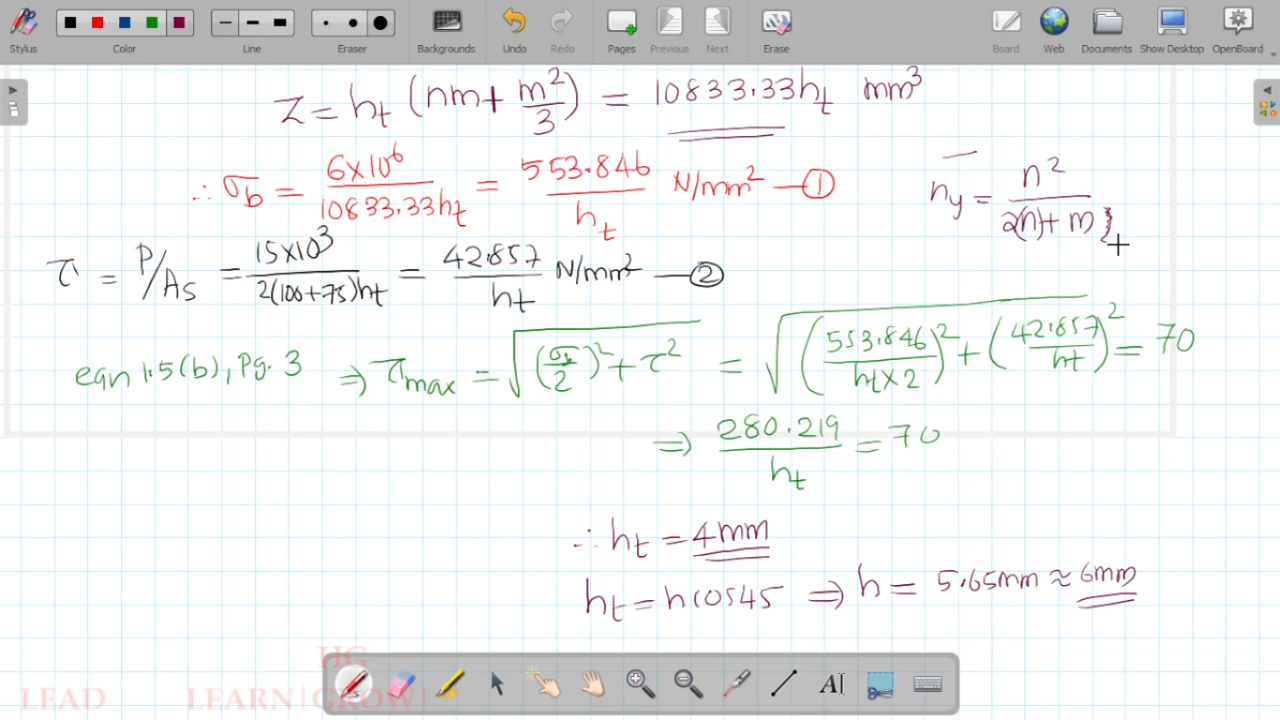 Stylus Color Line Eraser Backgrounds Undo Redo Pages Previous Next Erase Board Web Documents Show Desktop OpenBoard
Z = ht (nm + m²/3) = 10833.33ht mm³
∴ σb = 6×10⁶ / 10833.33ht = 553.846 / ht N/mm² — ①
ny = n² / 2(n)+m}
τ = P/As = 15×10³ / 2(100+75)ht = 42.857 / ht N/mm² — ②
eqn 1.5(b), Pg. 3 ⇒ τmax = √((σb/2)² + τ²) = √((553.846 / ht×2)² + (42.857 / ht)²) = 70
⇒ 280.219 / ht = 70
∴ ht = 4mm
ht = hcos45 ⇒ h = 5.65mm ≈ 6mm
HG
LEAD LEARN|GROW|